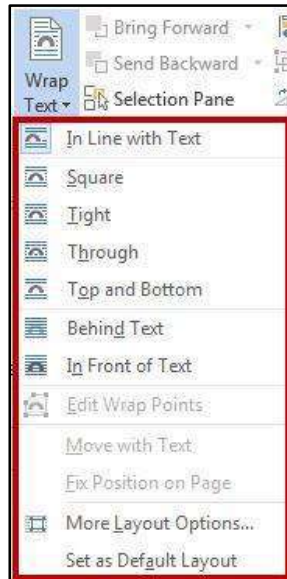 Bring Forward
Send Backward
Wrap
Text
Selection Pane
In Line with Text
Square
Tight
Through
Top and Bottom
Behind Text
In Front of Text
Edit Wrap Points
Move with Text
Fix Position on Page
More Layout Options...
Set as Default Layout